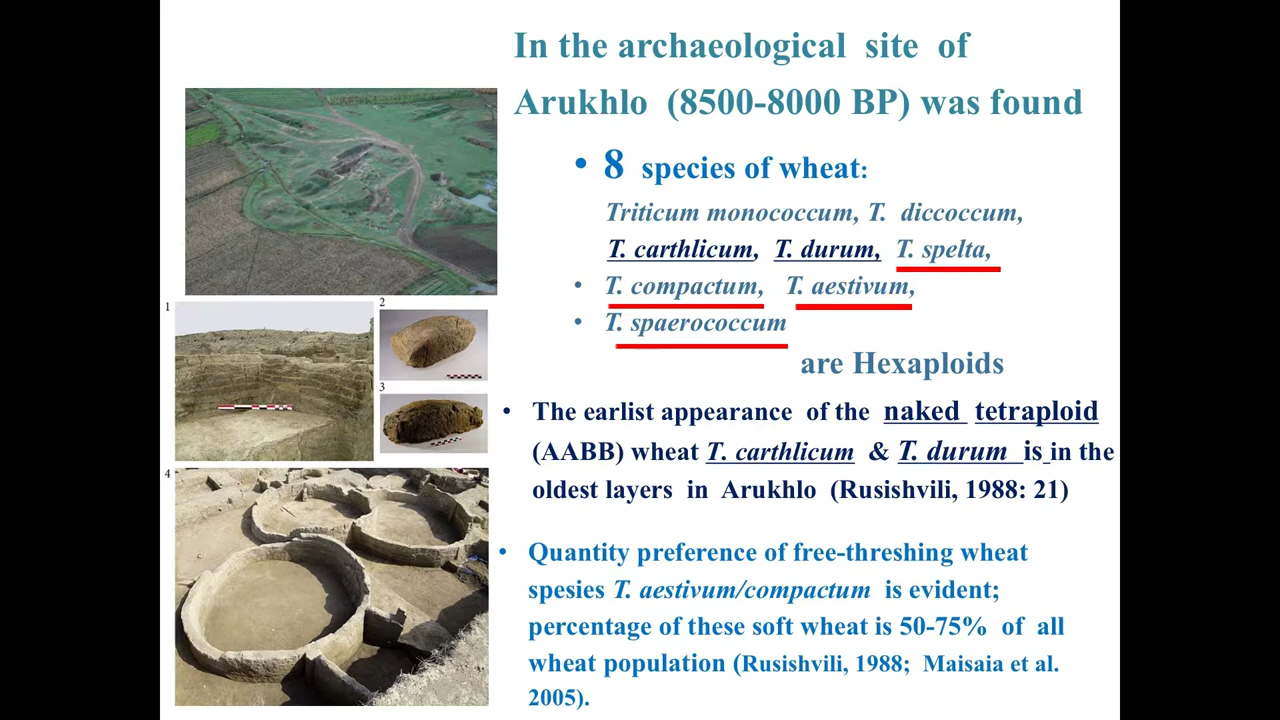 In the archaeological site of
Arukhlo (8500-8000 BP) was found
• 8 species of wheat:
Triticum monococcum, T. diccoccum,
T. carthlicum, T. durum, T. spelta,
• T. compactum, T. aestivum,
• T. spaerococcum
are Hexaploids
• The earlist appearance of the naked tetraploid
(AABB) wheat T. carthlicum & T. durum is in the
oldest layers in Arukhlo (Rusishvili, 1988: 21)
• Quantity preference of free-threshing wheat
spesies T. aestivum/compactum is evident;
percentage of these soft wheat is 50-75% of all
wheat population (Rusishvili, 1988; Maisaia et al.
2005).
1
2
3
4